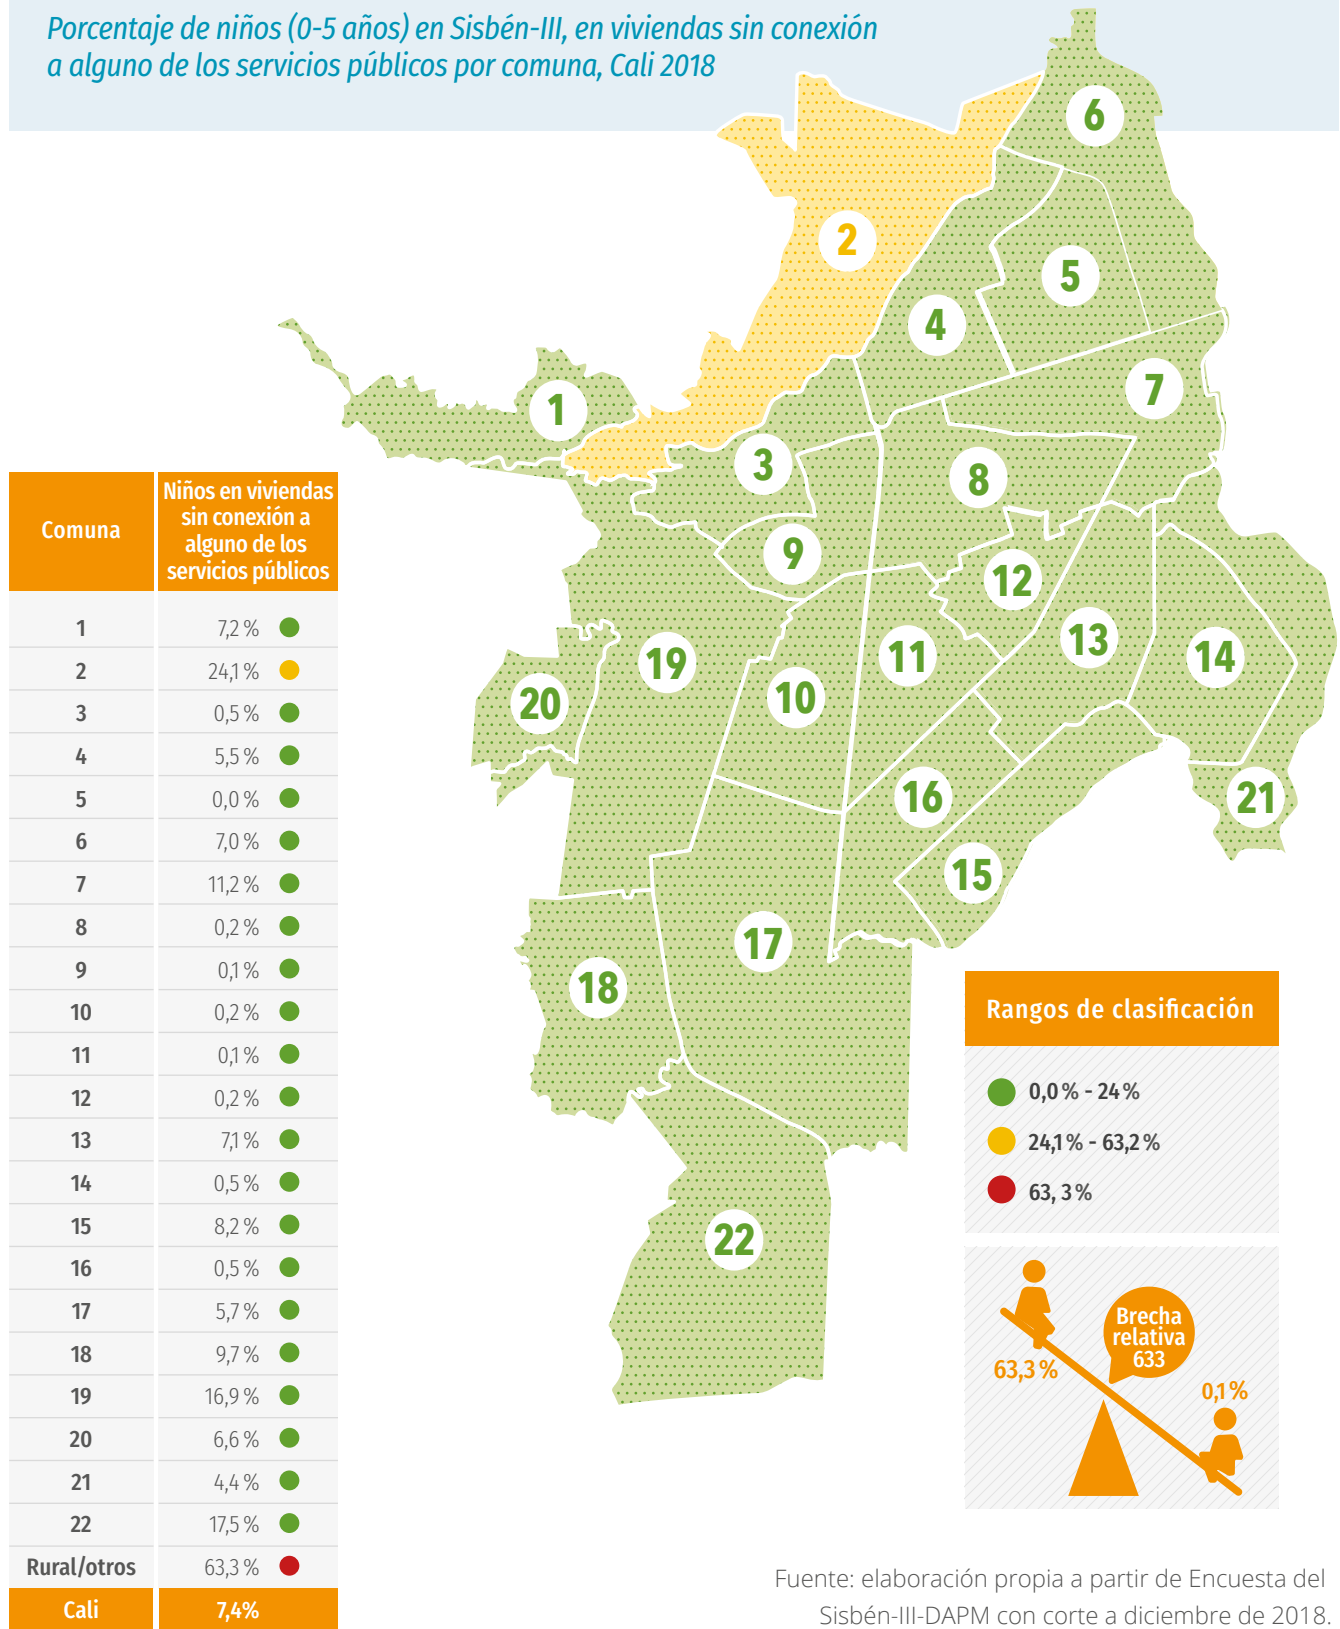 Porcentaje de niños (0-5 años) en Sisbén-III, en viviendas sin conexión
a alguno de los servicios públicos por comuna, Cali 2018
6
2
5
4
7
1
3
8
9
12
13
11
14
19
10
20
16
21
15
17
18
22
Comuna
Niños en viviendas
sin conexión a
alguno de los
servicios públicos
1 7,2 %
2 24,1 %
3 0,5 %
4 5,5 %
5 0,0 %
6 7,0 %
7 11,2 %
8 0,2 %
9 0,1 %
10 0,2 %
11 0,1 %
12 0,2 %
13 7,1 %
14 0,5 %
15 8,2 %
16 0,5 %
17 5,7 %
18 9,7 %
19 16,9 %
20 6,6 %
21 4,4 %
22 17,5 %
Rural/otros 63,3 %
Cali 7,4%
Rangos de clasificación
0,0 % - 24 %
24,1 % - 63,2 %
63, 3 %
Brecha
relativa
633
63,3 %
0,1 %
Fuente: elaboración propia a partir de Encuesta del
Sisbén-III-DAPM con corte a diciembre de 2018.